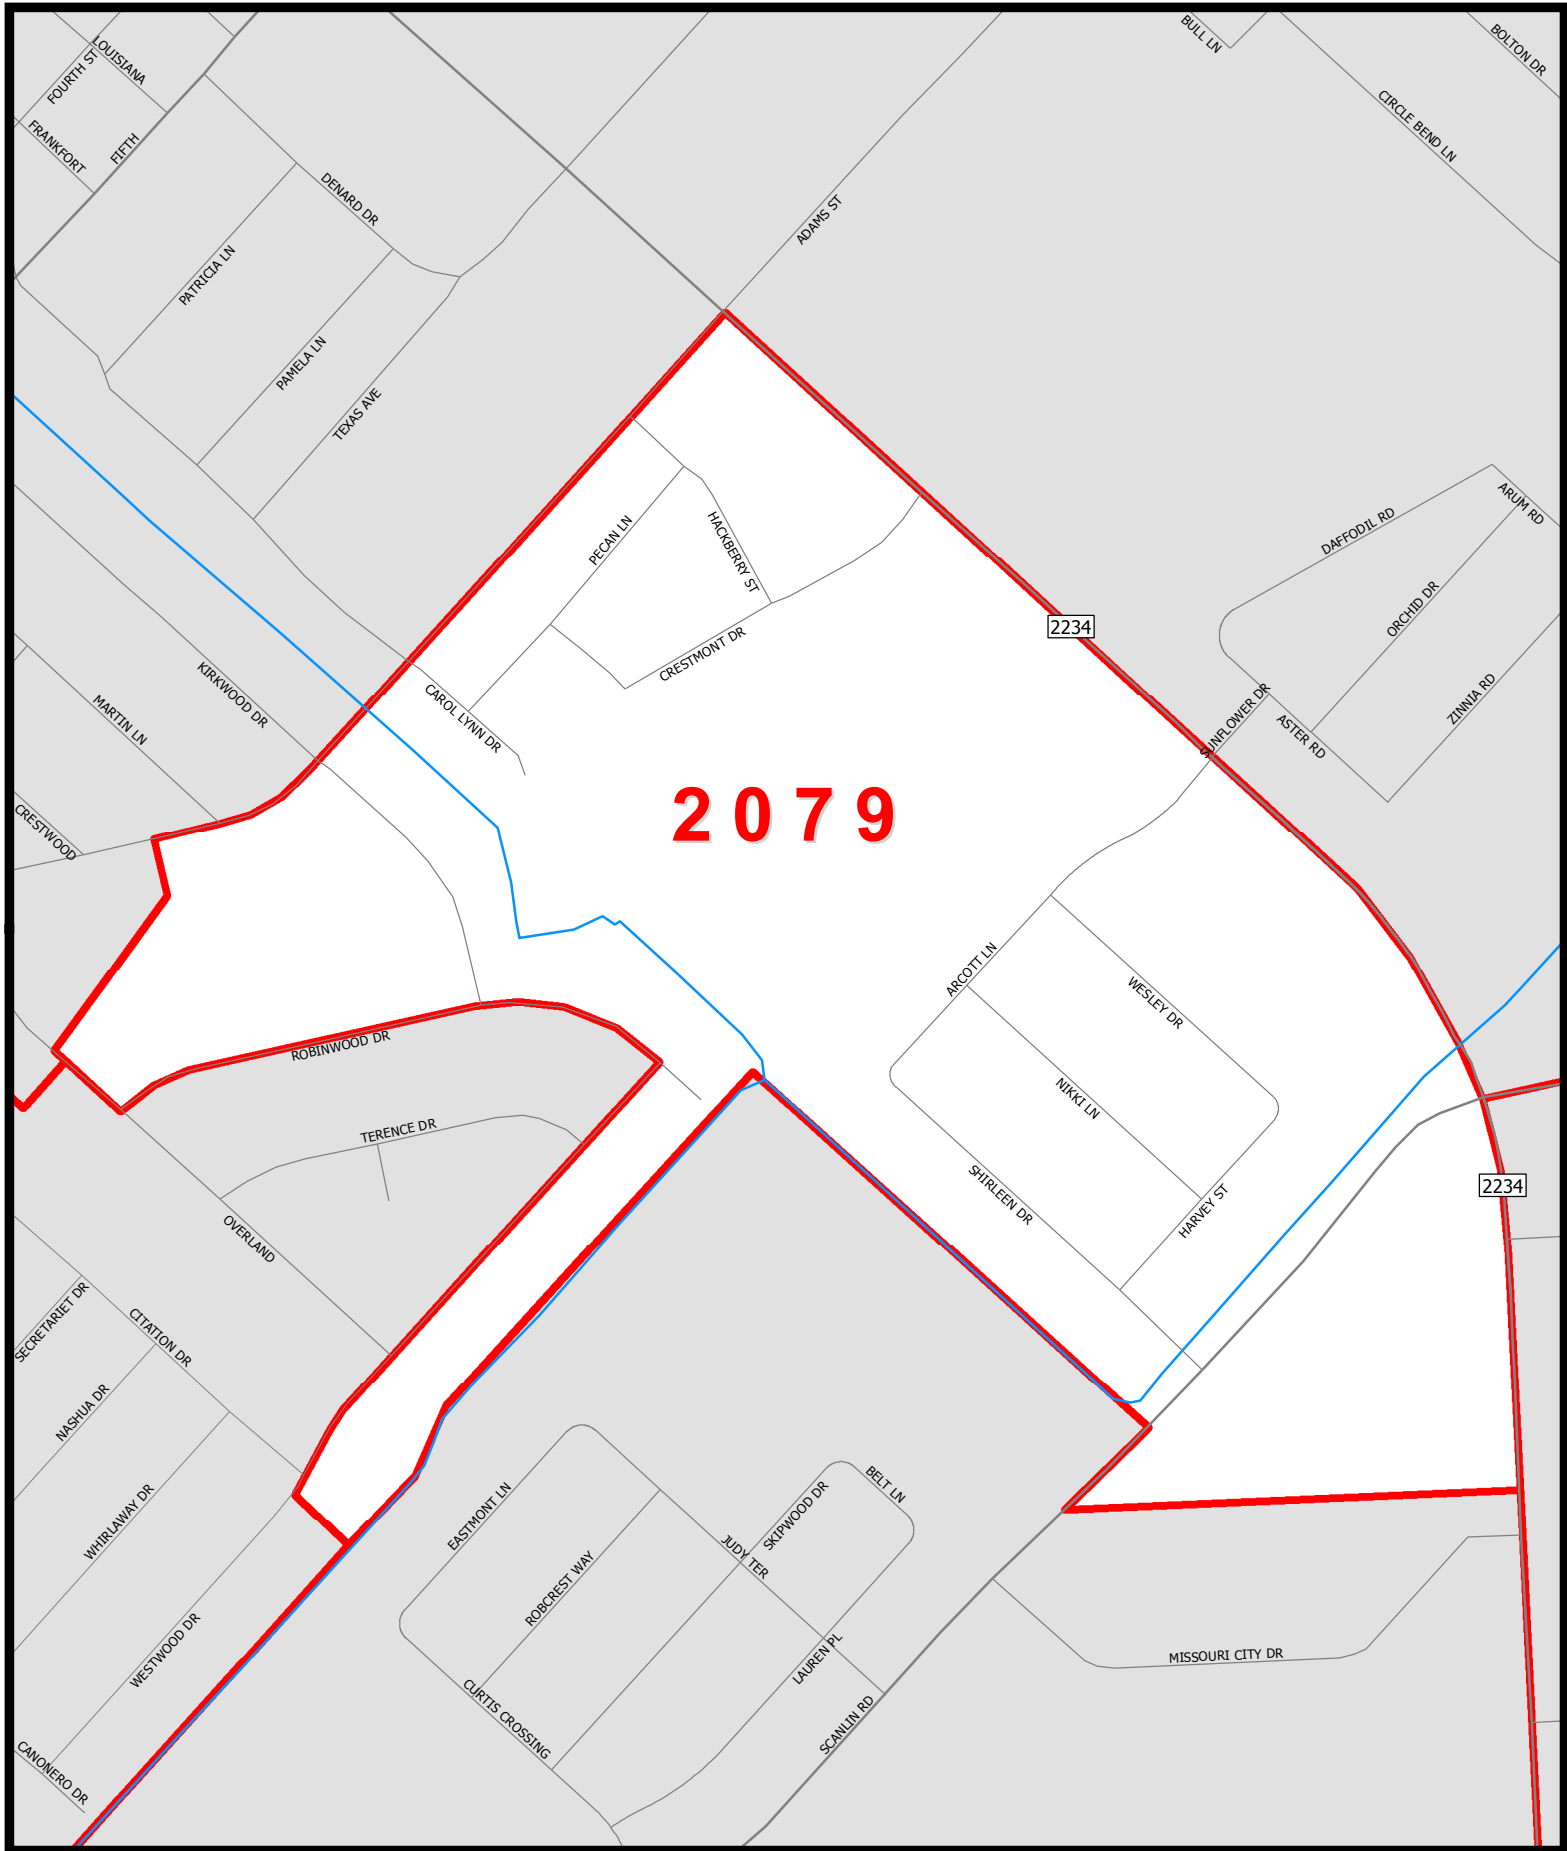 BULL LN
BOLTON DR
LOUISIANA
FOURTH ST
CIRCLE BEND LN
FRANKFORT
FIFTH
DENARD DR
ADAMS ST
PATRICIA LN
PAMELA LN
TEXAS AVE
ARUM RD
DAFFODIL RD
PECAN LN
HACKBERRY ST
ORCHID DR
2234
CRESTMONT DR
KIRKWOOD DR
CAROL LYNN DR
MARTIN LN
SUNFLOWER DR
ZINNIA RD
ASTER RD
2079
CRESTWOOD
ARCOTT LN
WESLEY DR
ROBINWOOD DR
NIKKI LN
TERENCE DR
2234
SHIRLEEN DR
HARVEY ST
OVERLAND
SECRETARIET DR
CITATION DR
NASHUA DR
BELT LN
EASTMONT LN
SKIPWOOD DR
WHIRLAWAY DR
JUDY TER
ROBCREST WAY
WESTWOOD DR
LAUREN PL
MISSOURI CITY DR
CURTIS CROSSING
SCANLIN RD
CANONERO DR